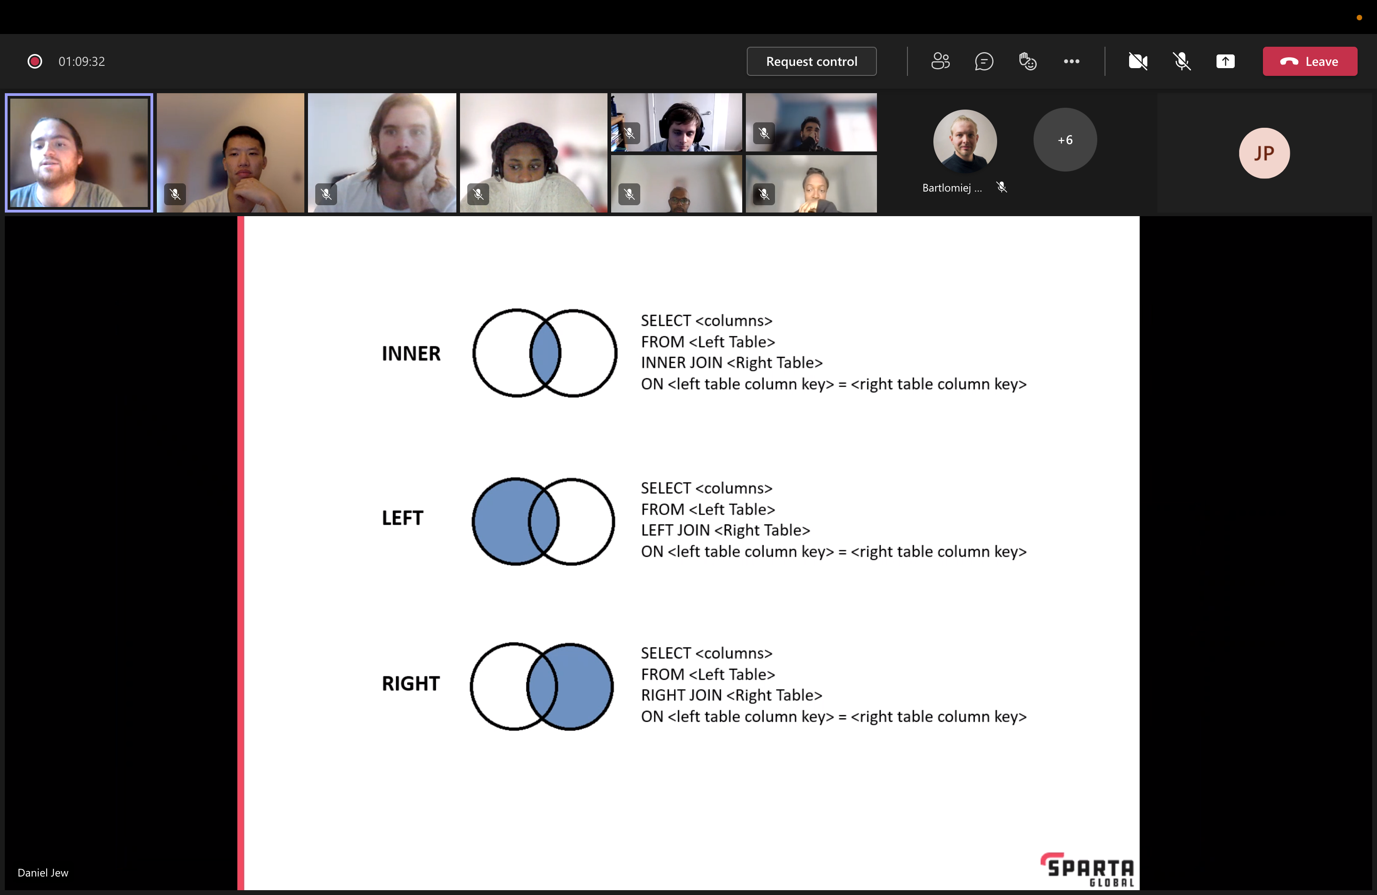 01:09:32
Request control
Leave
+6
JP
Bartlomiej ...
INNER
SELECT <columns>
FROM <Left Table>
INNER JOIN <Right Table>
ON <left table column key> = <right table column key>
LEFT
SELECT <columns>
FROM <Left Table>
LEFT JOIN <Right Table>
ON <left table column key> = <right table column key>
RIGHT
SELECT <columns>
FROM <Left Table>
RIGHT JOIN <Right Table>
ON <left table column key> = <right table column key>
Daniel Jew
SPARTA
GLOBAL